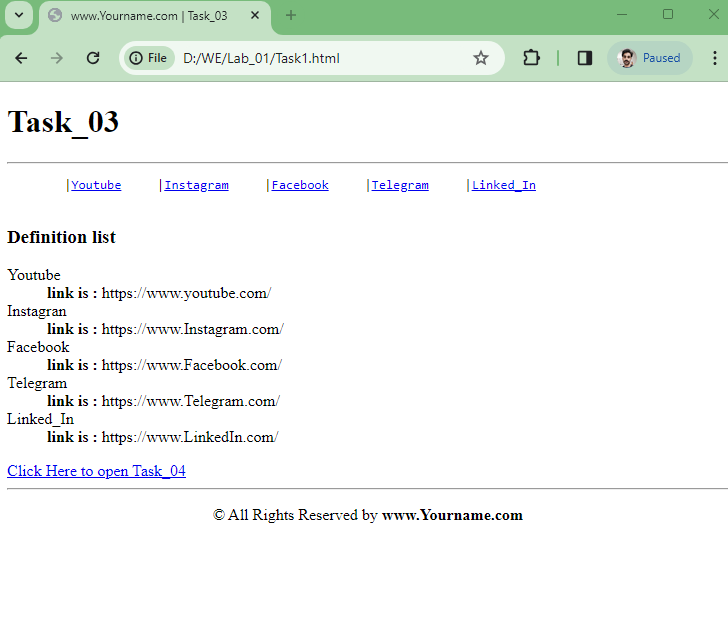 www.Yourname.com | Task_03
File D:/WE/Lab_01/Task1.html Paused
Task_03
|Youtube |Instagram |Facebook |Telegram |Linked_In
Definition list
Youtube
link is : https://www.youtube.com/
Instagran
link is : https://www.Instagram.com/
Facebook
link is : https://www.Facebook.com/
Telegram
link is : https://www.Telegram.com/
Linked_In
link is : https://www.LinkedIn.com/
Click Here to open Task_04
© All Rights Reserved by www.Yourname.com